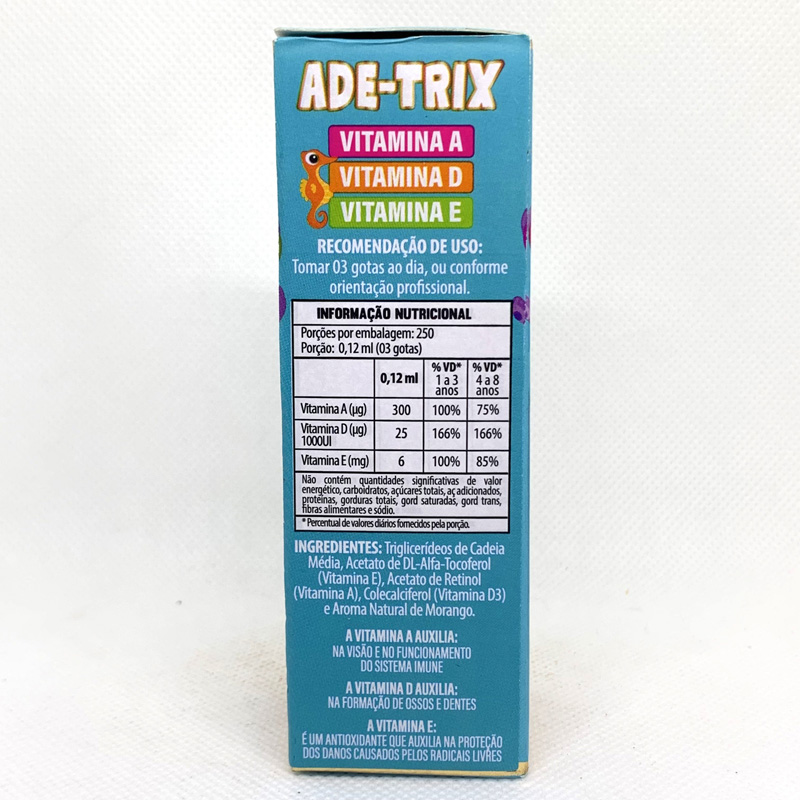 ADE-TRIX
VITAMINA A
VITAMINA D
VITAMINA E
RECOMENDAÇÃO DE USO:
Tomar 03 gotas ao dia, ou conforme
orientação profissional.
INFORMAÇÃO NUTRICIONAL
Porções por embalagem: 250
Porção: 0,12 ml (03 gotas)
0,12 ml % VD* 1 a 3 anos % VD* 4 a 8 anos
Vitamina A (µg) 300 100% 75%
Vitamina D (µg) 1000UI 25 166% 166%
Vitamina E (mg) 6 100% 85%
Não contém quantidades significativas de valor
energético, carboidratos, açúcares totais, aç adicionados,
proteínas, gorduras totais, gord saturadas, gord trans,
fibras alimentares e sódio.
* Percentual de valores diários fornecidos pela porção.
INGREDIENTES: Triglicerídeos de Cadeia
Média, Acetato de DL-Alfa-Tocoferol
(Vitamina E), Acetato de Retinol
(Vitamina A), Colecalciferol (Vitamina D3)
e Aroma Natural de Morango.
A VITAMINA A AUXILIA:
NA VISÃO E NO FUNCIONAMENTO
DO SISTEMA IMUNE
A VITAMINA D AUXILIA:
NA FORMAÇÃO DE OSSOS E DENTES
A VITAMINA E:
É UM ANTIOXIDANTE QUE AUXILIA NA PROTEÇÃO
DOS DANOS CAUSADOS PELOS RADICAIS LIVRES